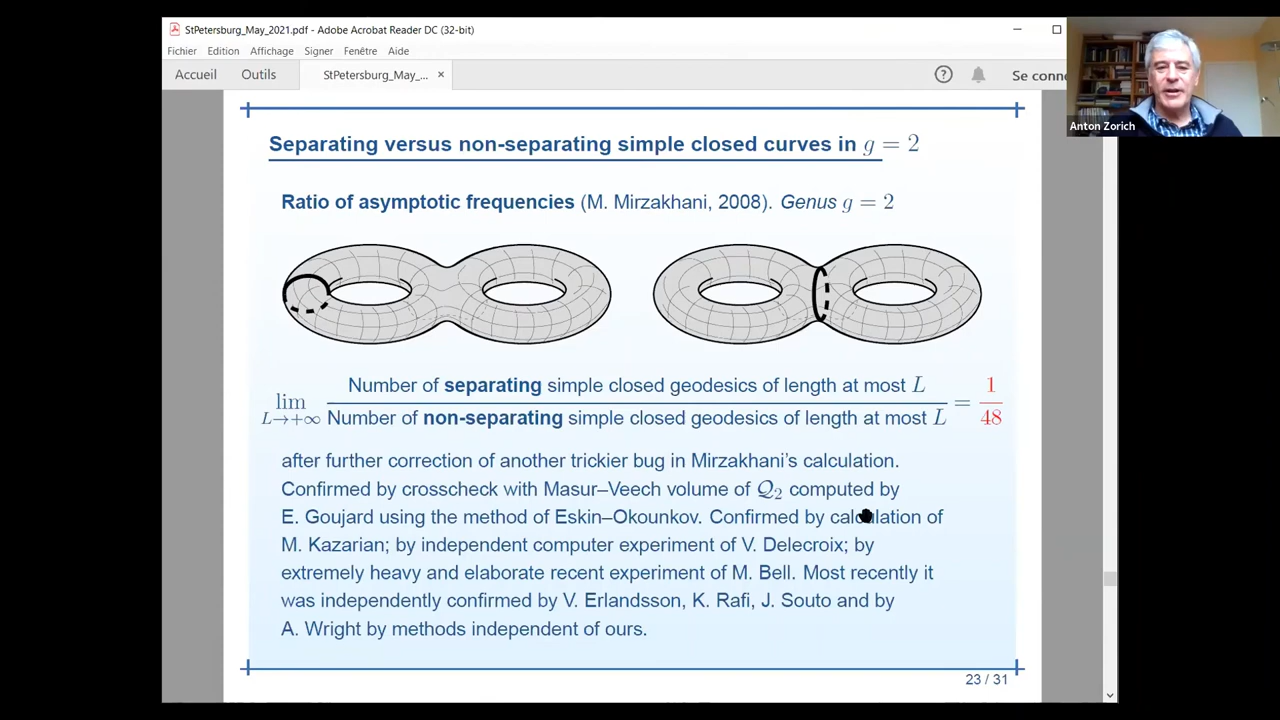 StPetersburg_May_2021.pdf - Adobe Acrobat Reader DC (32-bit)
Fichier Edition Affichage Signer Fenêtre Aide
Accueil Outils StPetersburg_May_... × ? Se conn
Anton Zorich
Separating versus non-separating simple closed curves in g = 2
Ratio of asymptotic frequencies (M. Mirzakhani, 2008). Genus g = 2
Number of separating simple closed geodesics of length at most L
lim L→+∞ = 1/48
Number of non-separating simple closed geodesics of length at most L
after further correction of another trickier bug in Mirzakhani's calculation.
Confirmed by crosscheck with Masur–Veech volume of Q₂ computed by
E. Goujard using the method of Eskin–Okounkov. Confirmed by calculation of
M. Kazarian; by independent computer experiment of V. Delecroix; by
extremely heavy and elaborate recent experiment of M. Bell. Most recently it
was independently confirmed by V. Erlandsson, K. Rafi, J. Souto and by
A. Wright by methods independent of ours.
23 / 31